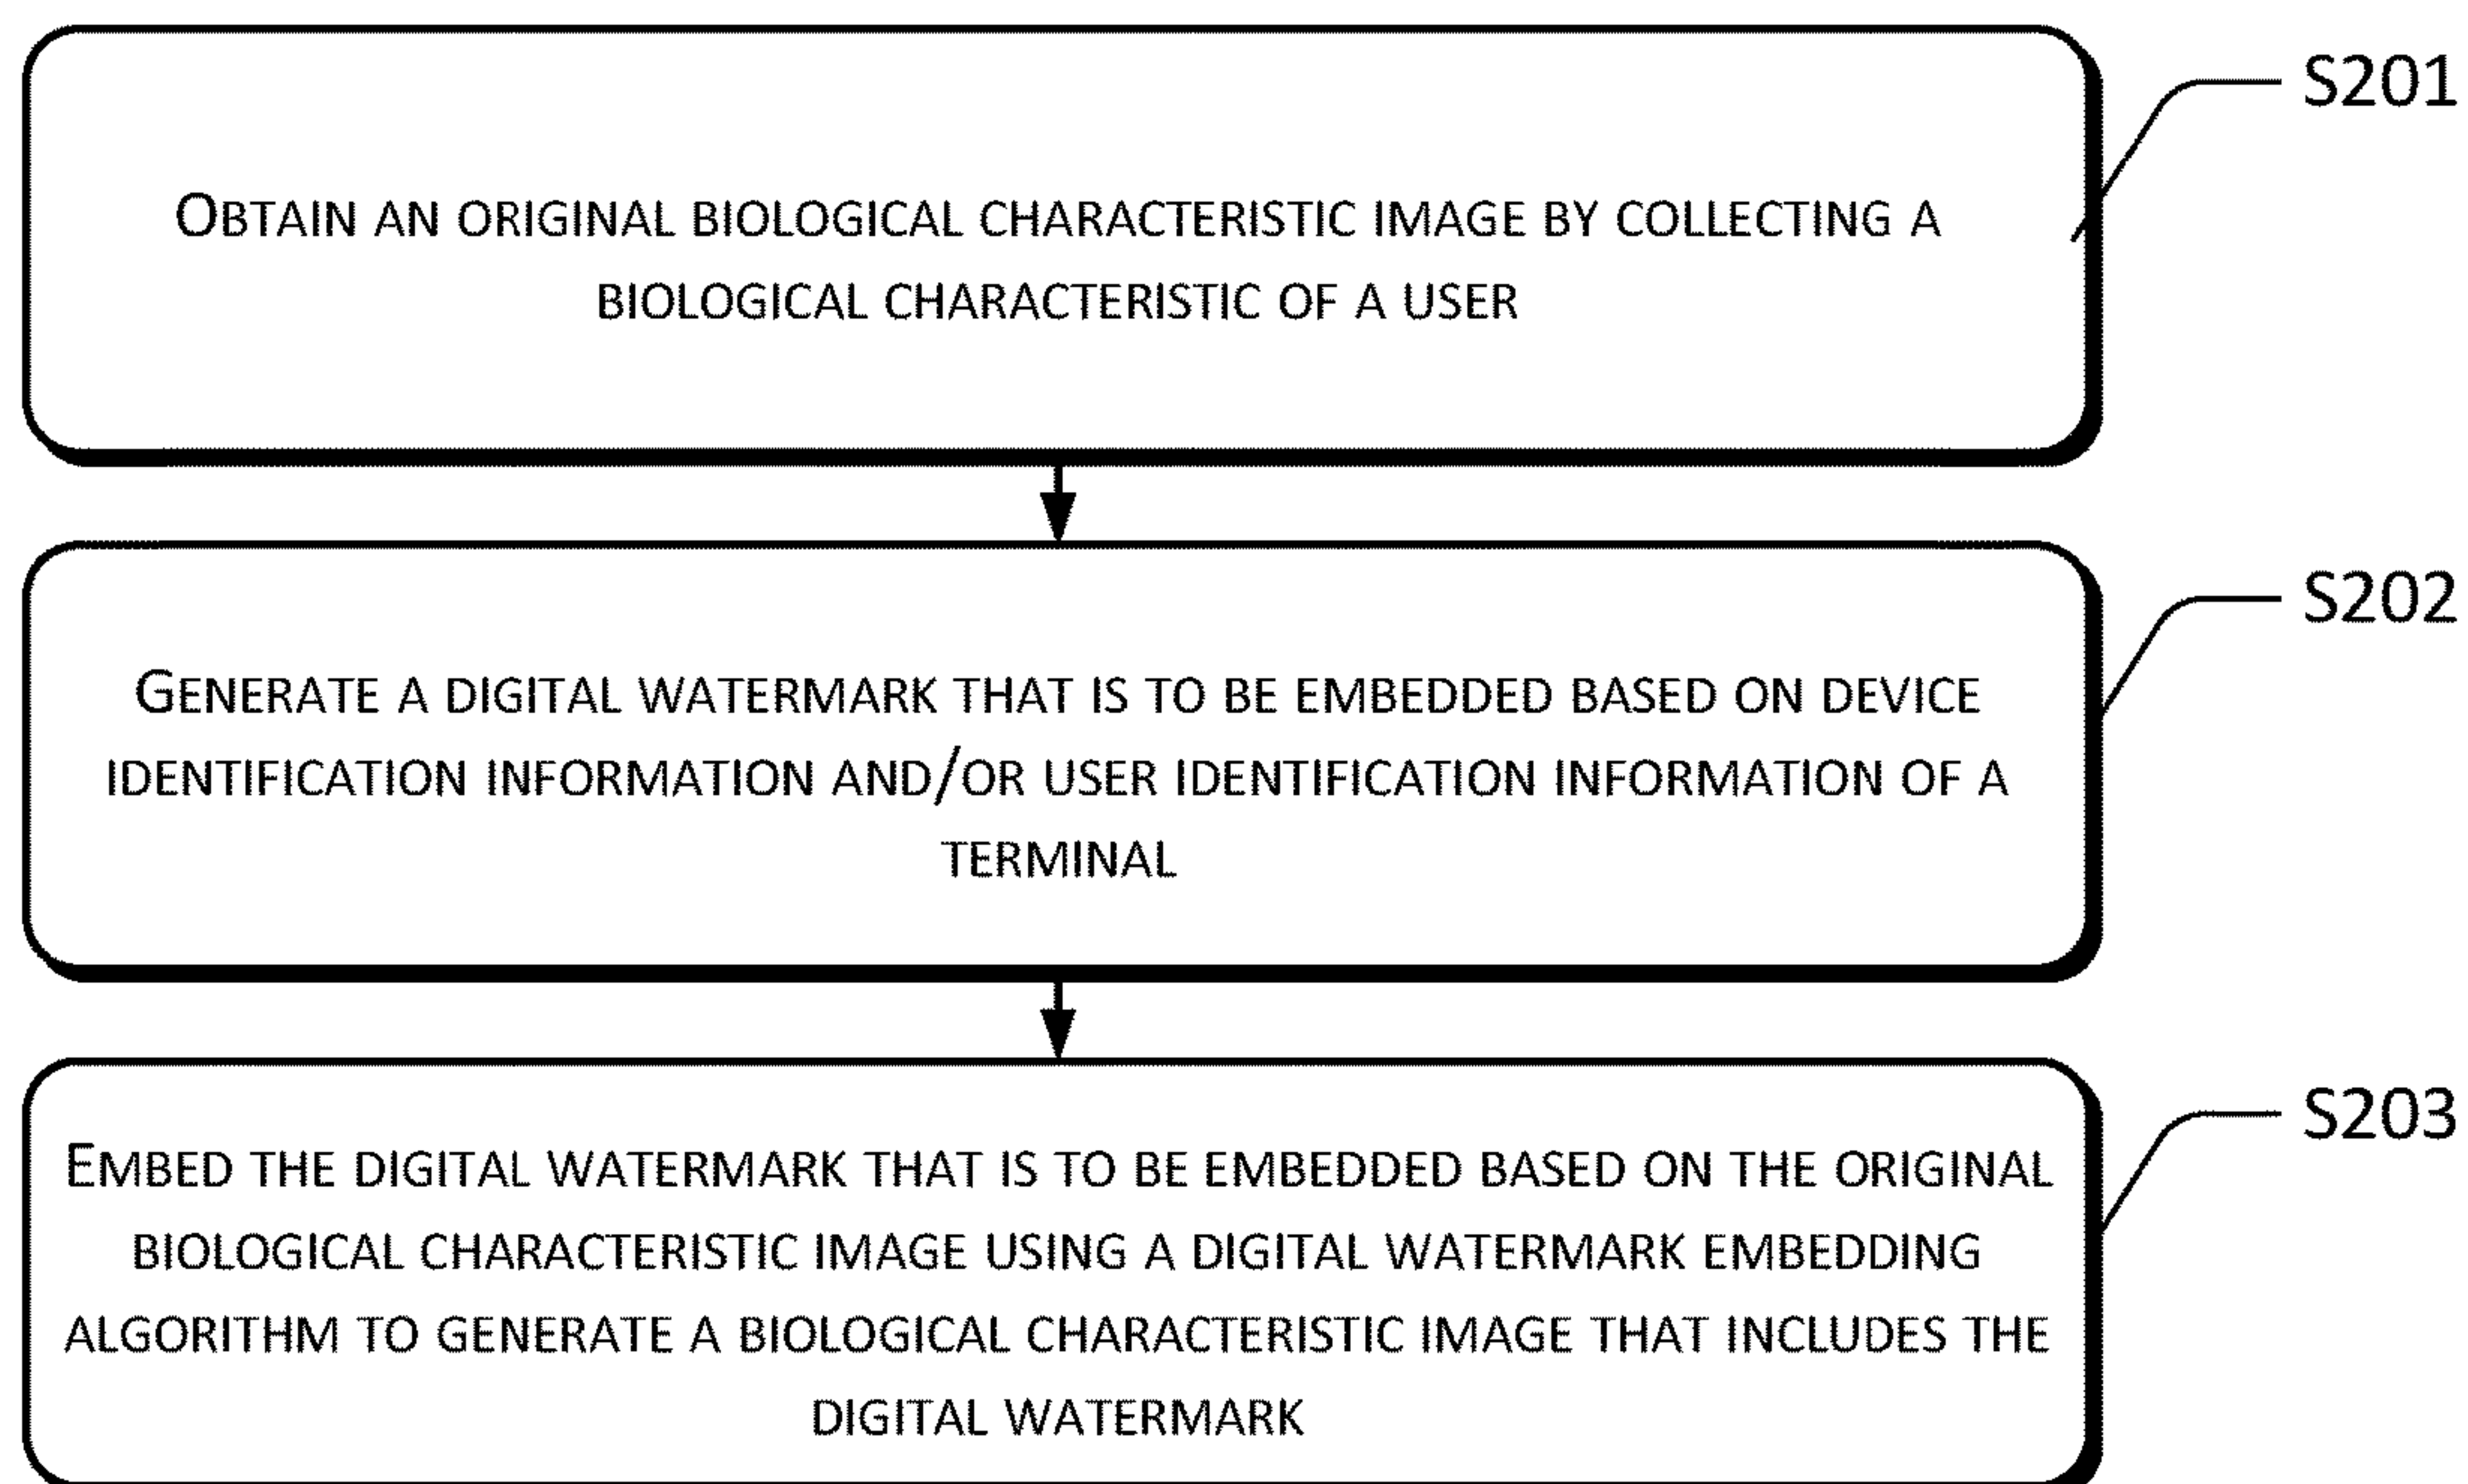 S201
OBTAIN AN ORIGINAL BIOLOGICAL CHARACTERISTIC IMAGE BY COLLECTING A
BIOLOGICAL CHARACTERISTIC OF A USER
S202
GENERATE A DIGITAL WATERMARK THAT IS TO BE EMBEDDED BASED ON DEVICE
IDENTIFICATION INFORMATION AND/OR USER IDENTIFICATION INFORMATION OF A
TERMINAL
S203
EMBED THE DIGITAL WATERMARK THAT IS TO BE EMBEDDED BASED ON THE ORIGINAL
BIOLOGICAL CHARACTERISTIC IMAGE USING A DIGITAL WATERMARK EMBEDDING
ALGORITHM TO GENERATE A BIOLOGICAL CHARACTERISTIC IMAGE THAT INCLUDES THE
DIGITAL WATERMARK